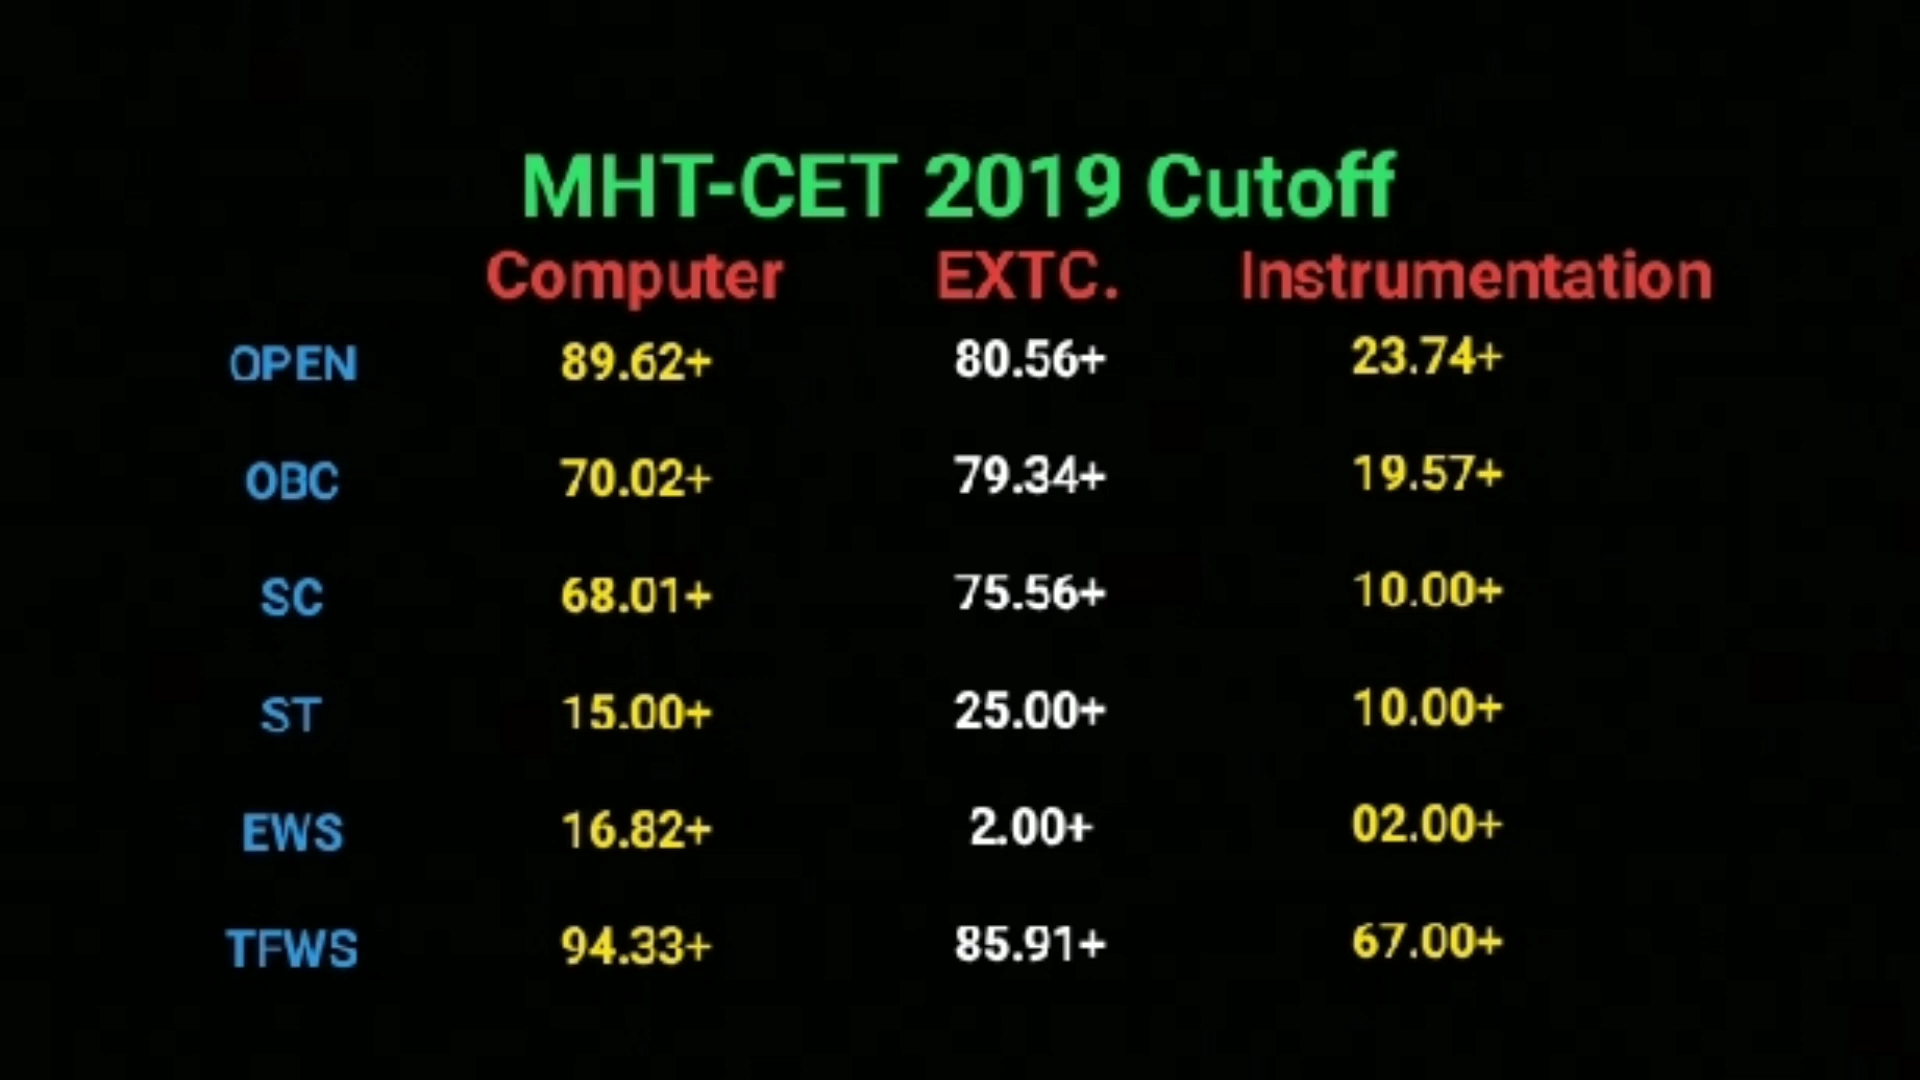 MHT-CET 2019 Cutoff
Computer EXTC. Instrumentation
OPEN 89.62+ 80.56+ 23.74+
OBC 70.02+ 79.34+ 19.57+
SC 68.01+ 75.56+ 10.00+
ST 15.00+ 25.00+ 10.00+
EWS 16.82+ 2.00+ 02.00+
TFWS 94.33+ 85.91+ 67.00+